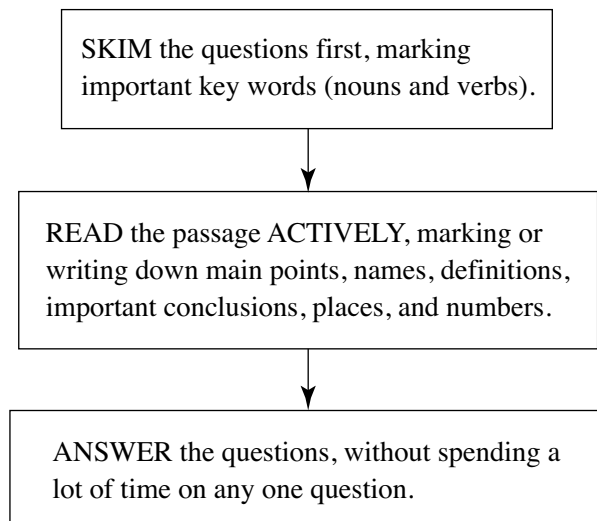 SKIM the questions first, marking
important key words (nouns and verbs).
READ the passage ACTIVELY, marking or
writing down main points, names, definitions,
important conclusions, places, and numbers.
ANSWER the questions, without spending a
lot of time on any one question.